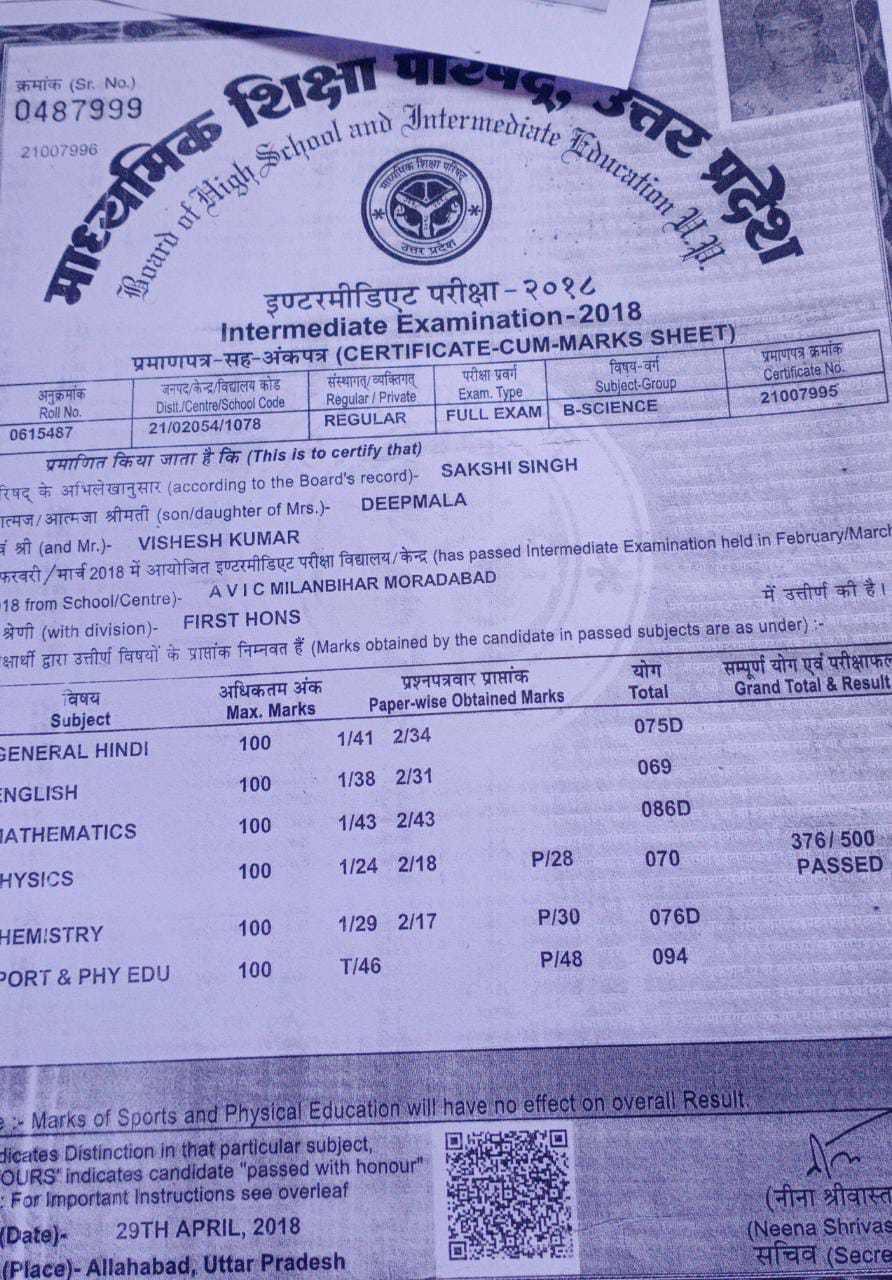 क्रमांक (Sr. No.)
0487999
21007996
माध्यमिक शिक्षा परिषद्, उत्तर प्रदेश
Board of High School and Intermediate Education U.P.
माध्यमिक शिक्षा परिषद्
उत्तर प्रदेश
इण्टरमीडिएट परीक्षा-२०१८
Intermediate Examination-2018
प्रमाणपत्र-सह-अंकपत्र (CERTIFICATE-CUM-MARKS SHEET)
अनुक्रमांक Roll No. जनपद/केन्द्र/विद्यालय कोड Distt./Centre/School Code संस्थागत्/व्यक्तिगत् Regular / Private परीक्षा प्रवर्ग Exam. Type विषय-वर्ग Subject-Group प्रमाणपत्र क्रमांक Certificate No.
0615487 21/02054/1078 REGULAR FULL EXAM B-SCIENCE 21007995
प्रमाणित किया जाता है कि (This is to certify that)
रिषद् के अभिलेखानुसार (according to the Board's record)- SAKSHI SINGH
त्मज/आत्मजा श्रीमती (son/daughter of Mrs.)- DEEPMALA
वं श्री (and Mr.)- VISHESH KUMAR
फरवरी/मार्च 2018 में आयोजित इण्टरमीडिएट परीक्षा विद्यालय/केन्द्र (has passed Intermediate Examination held in February/March
18 from School/Centre)- A V I C MILANBIHAR MORADABAD में उत्तीर्ण की है।
श्रेणी (with division)- FIRST HONS
क्षार्थी द्वारा उत्तीर्ण विषयों के प्राप्तांक निम्नवत हैं (Marks obtained by the candidate in passed subjects are as under) :-
विषय अधिकतम अंक प्रश्नपत्रवार प्राप्तांक योग सम्पूर्ण योग एवं परीक्षाफल
Subject Max. Marks Paper-wise Obtained Marks Total Grand Total & Result
GENERAL HINDI 100 1/41 2/34 075D
ENGLISH 100 1/38 2/31 069
MATHEMATICS 100 1/43 2/43 086D
HYSICS 100 1/24 2/18 P/28 070 376/500 PASSED
HEMISTRY 100 1/29 2/17 P/30 076D
PORT & PHY EDU 100 T/46 P/48 094
e :- Marks of Sports and Physical Education will have no effect on overall Result.
dicates Distinction in that particular subject,
OURS" indicates candidate "passed with honour"
: For Important Instructions see overleaf
(Date)- 29TH APRIL, 2018
(Place)- Allahabad, Uttar Pradesh
(नीना श्रीवास्त
(Neena Shrivas
सचिव (Secre